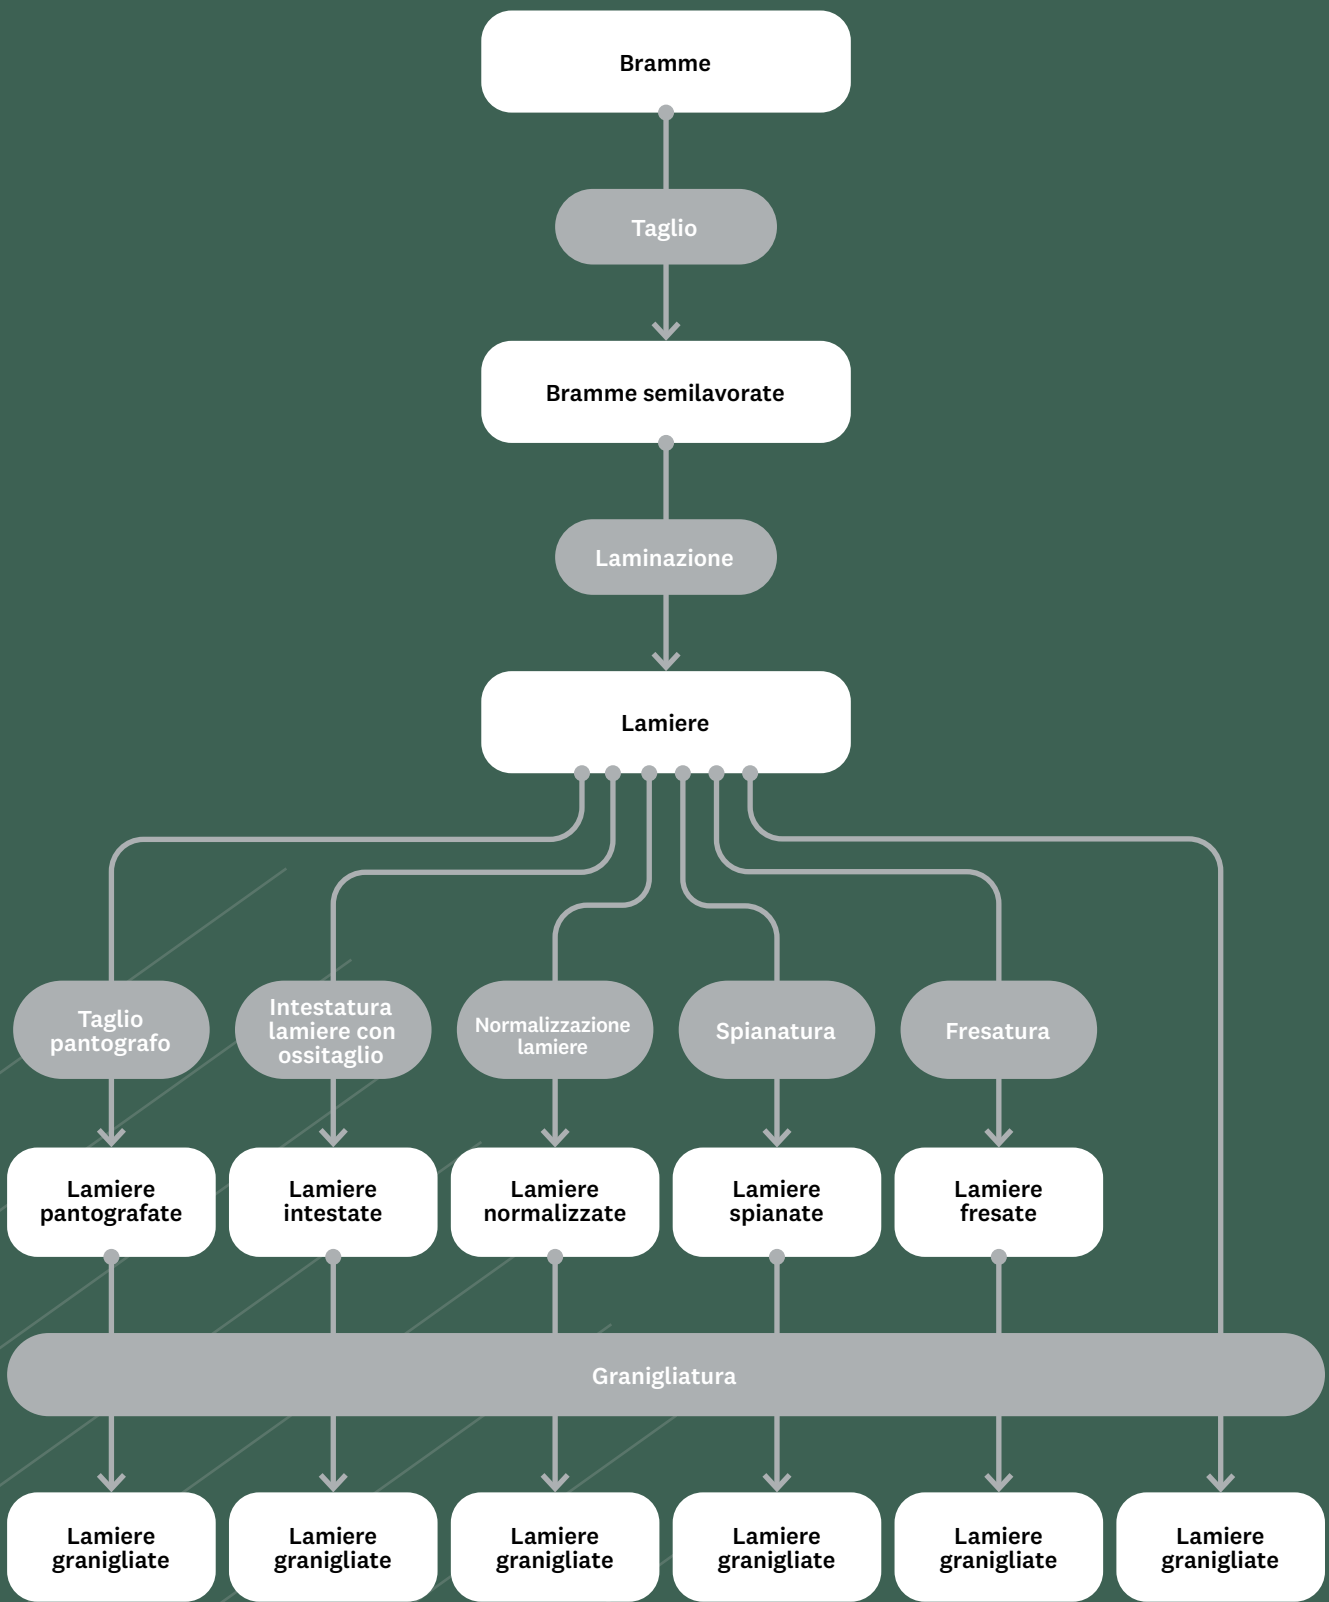 Bramme
Taglio
Bramme semilavorate
Laminazione
Lamiere
Taglio
pantografo
Intestatura
lamiere con
ossitaglio
Normalizzazione
lamiere
Spianatura
Fresatura
Lamiere
pantografate
Lamiere
intestate
Lamiere
normalizzate
Lamiere
spianate
Lamiere
fresate
Granigliatura
Lamiere
granigliate
Lamiere
granigliate
Lamiere
granigliate
Lamiere
granigliate
Lamiere
granigliate
Lamiere
granigliate